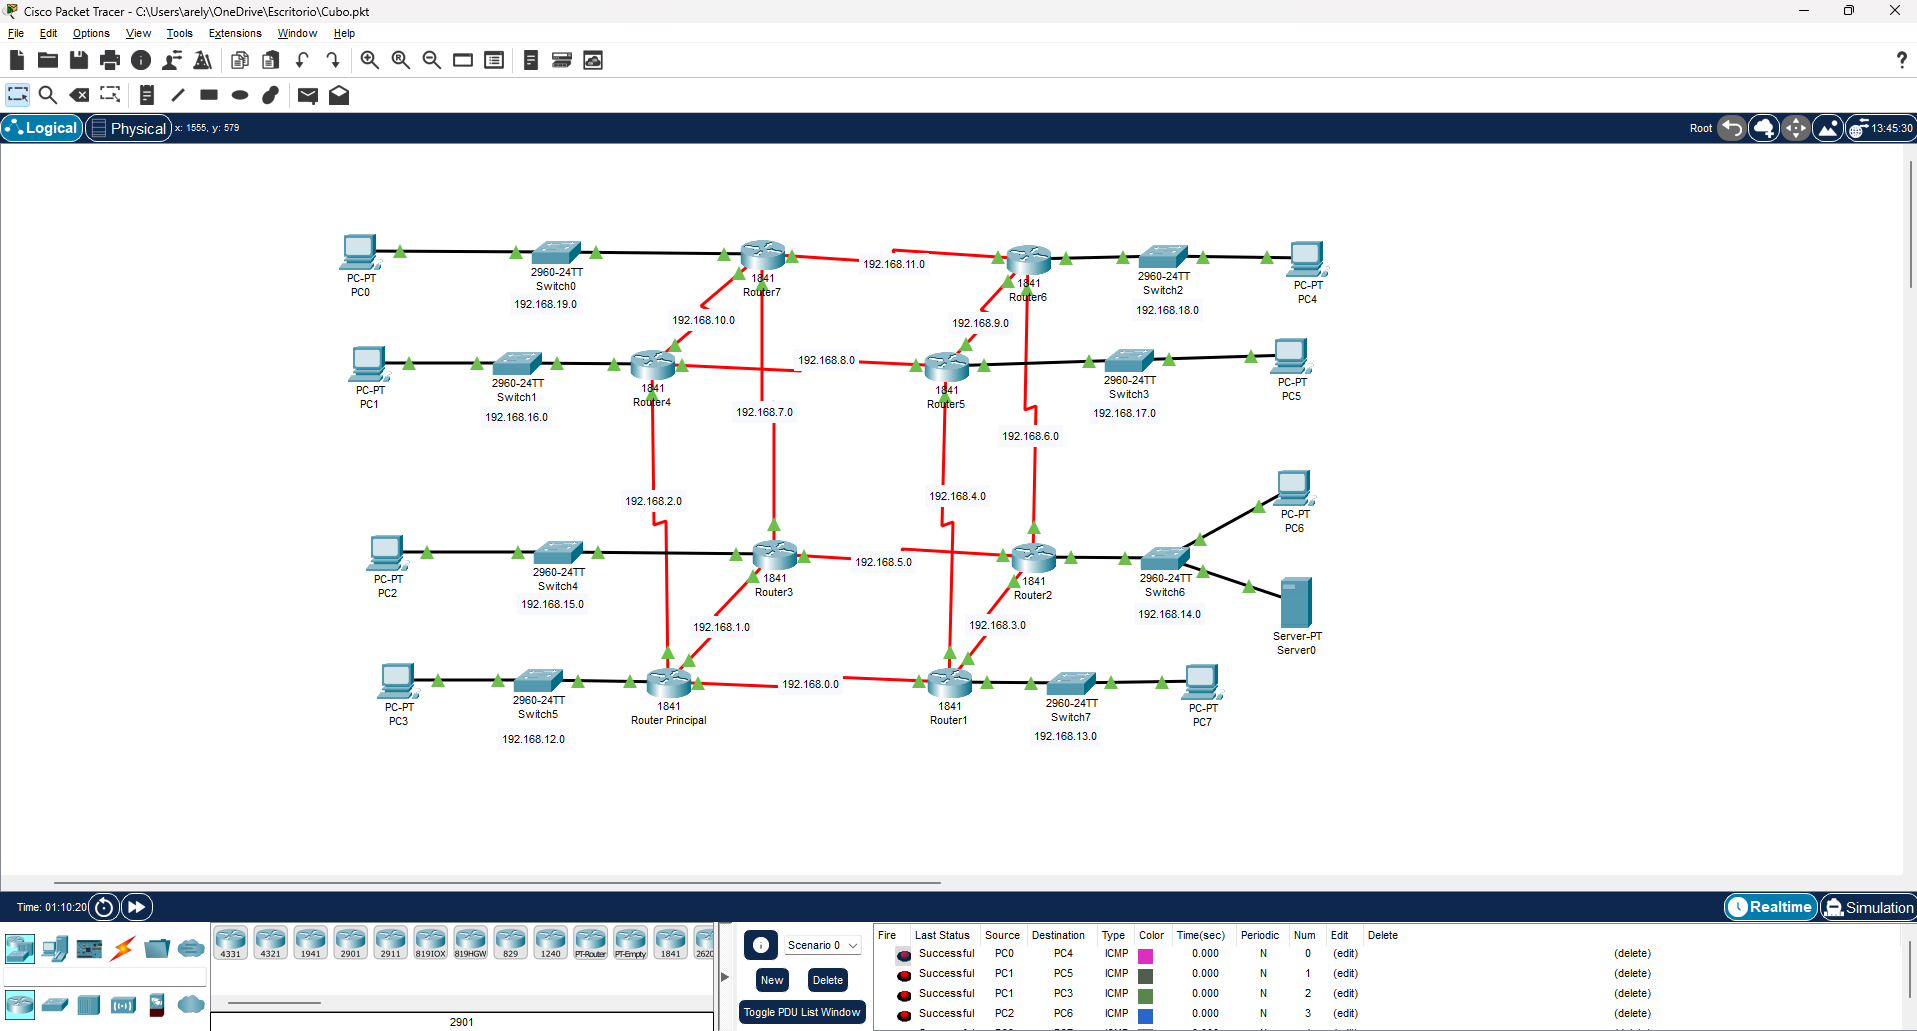 Cisco Packet Tracer - C:\Users\arely\OneDrive\Escritorio\Cubo.pkt
File Edit Options View Tools Extensions Window Help
Logical Physical x: 1555, y: 579 Root 13:45:30
PC-PT
PC0
2960-24TT
Switch0
192.168.19.0
1841
Router7
192.168.11.0
1841
Router6
2960-24TT
Switch2
192.168.18.0
PC-PT
PC4
192.168.10.0
192.168.9.0
PC-PT
PC1
2960-24TT
Switch1
192.168.16.0
1841
Router4
192.168.8.0
192.168.7.0
1841
Router5
2960-24TT
Switch3
192.168.17.0
PC-PT
PC5
192.168.6.0
192.168.2.0
192.168.4.0
PC-PT
PC6
PC-PT
PC2
2960-24TT
Switch4
192.168.15.0
1841
Router3
192.168.5.0
1841
Router2
2960-24TT
Switch6
192.168.14.0
Server-PT
Server0
192.168.1.0
192.168.3.0
PC-PT
PC3
2960-24TT
Switch5
192.168.12.0
1841
Router Principal
192.168.0.0
1841
Router1
2960-24TT
Switch7
192.168.13.0
PC-PT
PC7
Time: 01:10:20 Realtime Simulation
4331 4321 1941 2901 2911 819IOX 819HGW 829 1240 PT-Router PT-Empty 1841 2620
2901
Scenario 0
New Delete
Toggle PDU List Window
Fire Last Status Source Destination Type Color Time(sec) Periodic Num Edit Delete
Successful PC0 PC4 ICMP 0.000 N 0 (edit) (delete)
Successful PC1 PC5 ICMP 0.000 N 1 (edit) (delete)
Successful PC1 PC3 ICMP 0.000 N 2 (edit) (delete)
Successful PC2 PC6 ICMP 0.000 N 3 (edit) (delete)